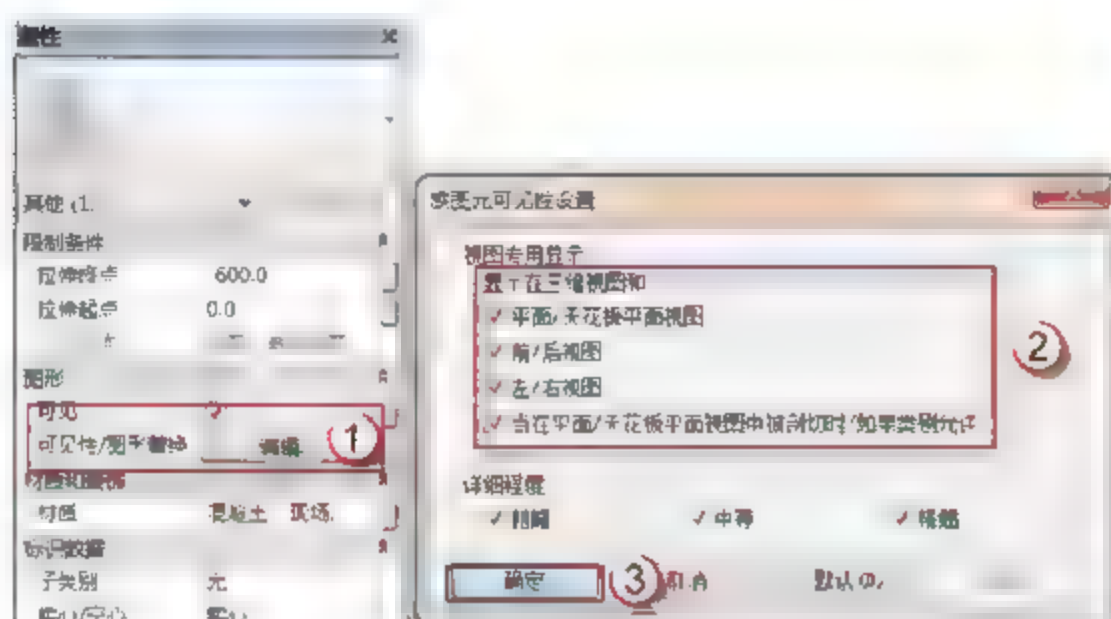 属性
其他 (1.
限制条件
拉伸终点 600.0
拉伸起点 0.0
图形
可见
可见性/图形替换 编辑.
1
材质 混凝土 现场.
标识数据
子类别 无
族图元可见性设置
视图专用显示
显示在三维视图和
平面/天花板平面视图
前/后视图
左/右视图
当在平面/天花板平面视图中被剖切时(如果类别允许
2
详细程度
粗略 中等 精细
确定 3 取消 默认(D)